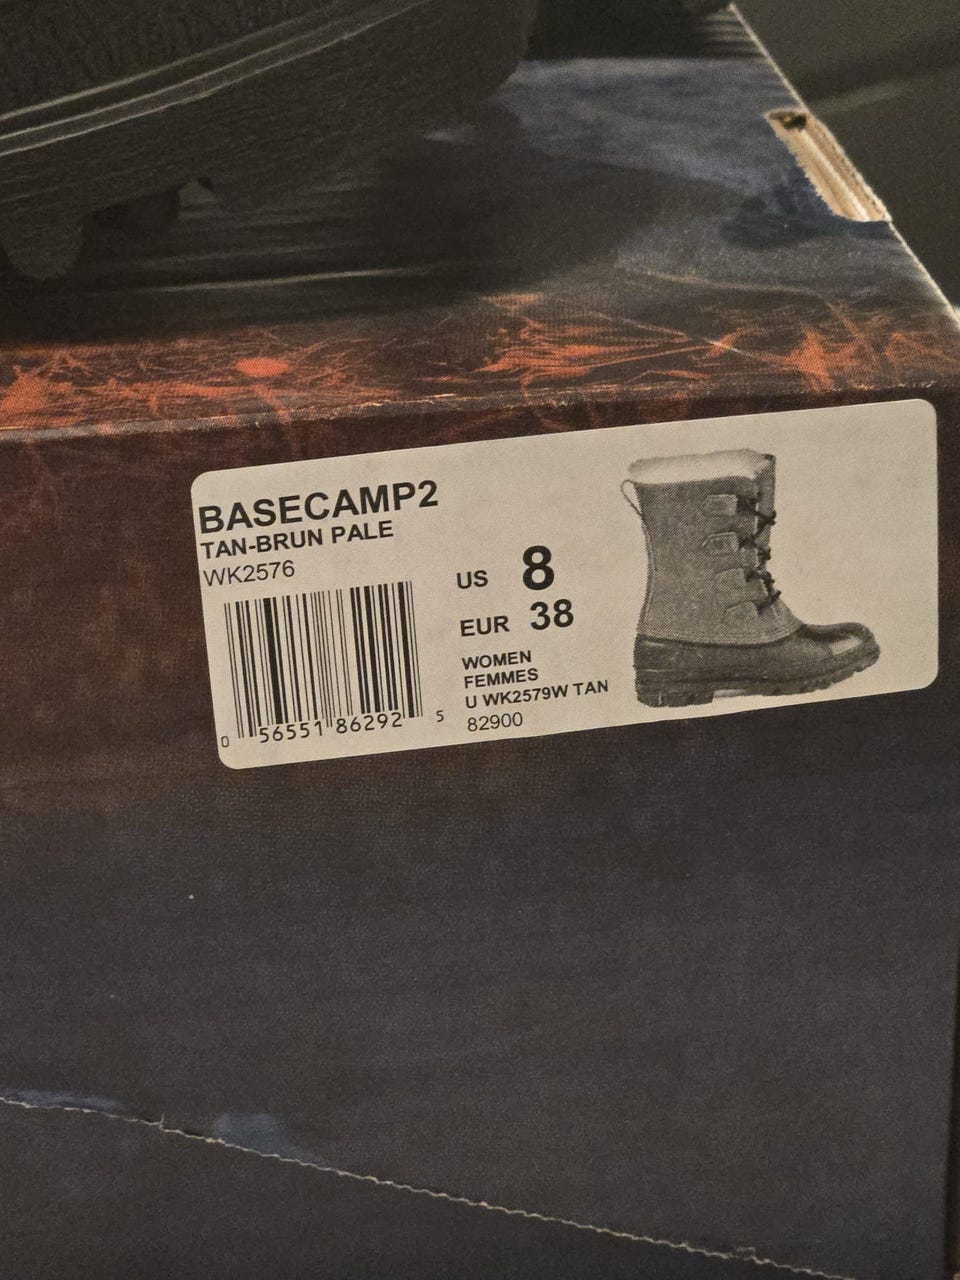 BASECAMP2
TAN-BRUN PALE
WK2576
US 8
EUR 38
WOMEN
FEMMES
U WK2579W TAN
82900
0 56551 86292 5